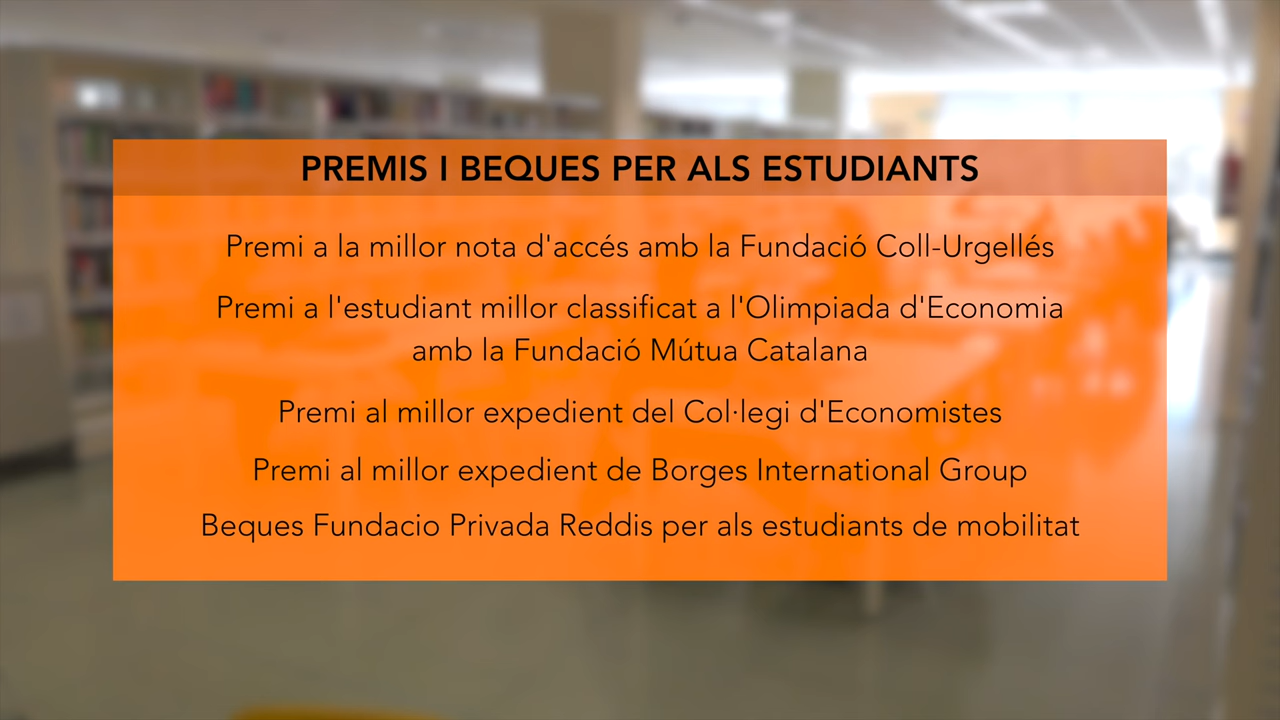 PREMIS I BEQUES PER ALS ESTUDIANTS
Premi a la millor nota d'accés amb la Fundació Coll-Urgellés
Premi a l'estudiant millor classificat a l'Olimpiada d'Economia
amb la Fundació Mútua Catalana
Premi al millor expedient del Col·legi d'Economistes
Premi al millor expedient de Borges International Group
Beques Fundacio Privada Reddis per als estudiants de mobilitat